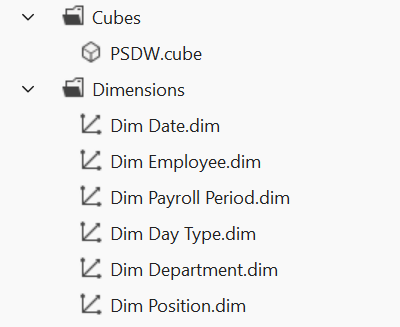 Cubes
PSDW.cube
Dimensions
Dim Date.dim
Dim Employee.dim
Dim Payroll Period.dim
Dim Day Type.dim
Dim Department.dim
Dim Position.dim